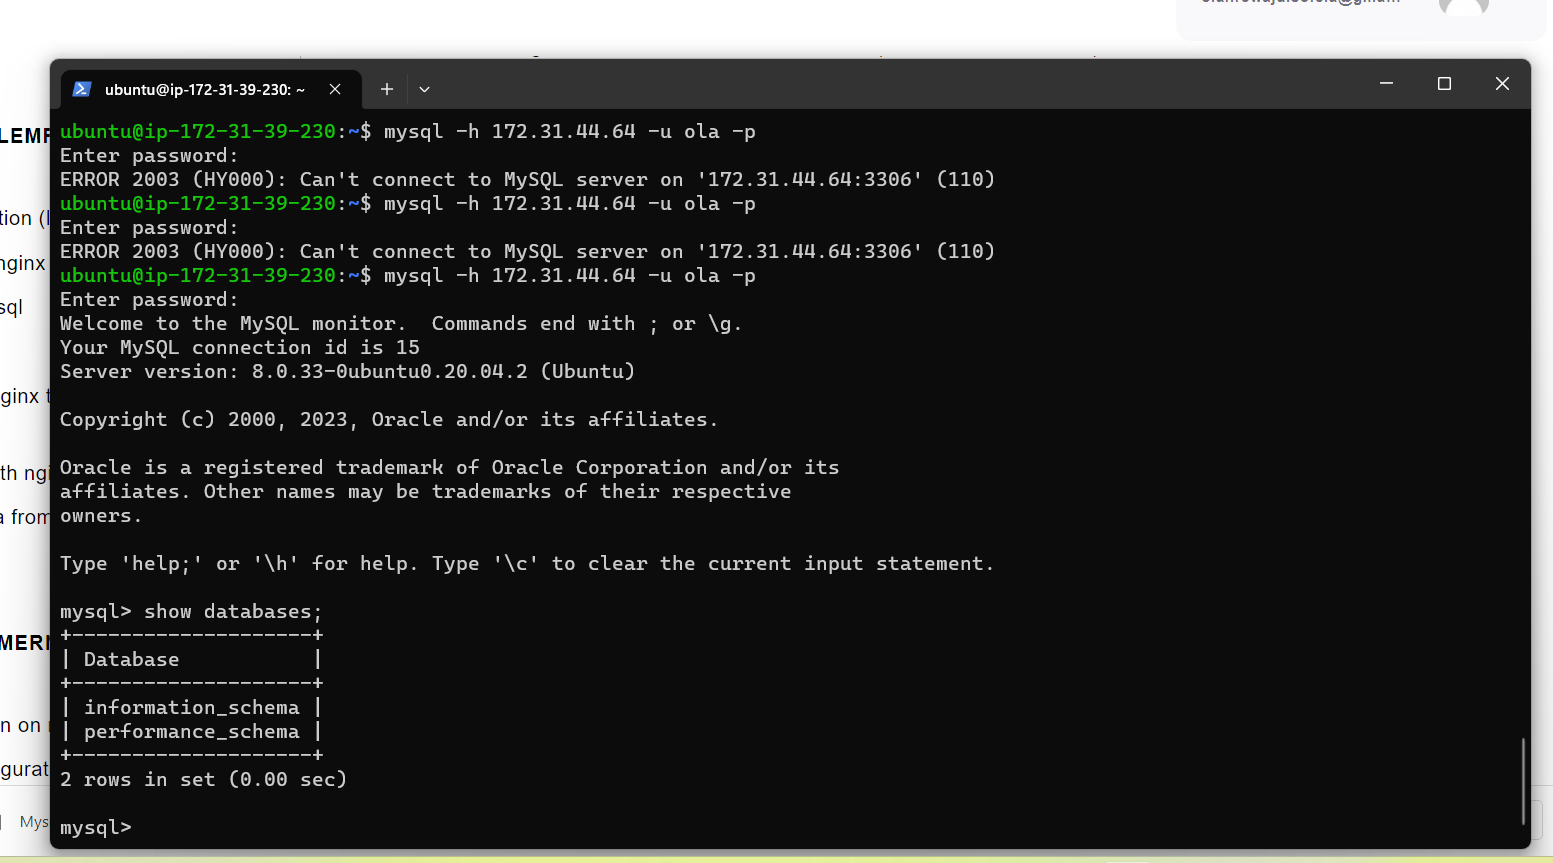 ubuntu@ip-172-31-39-230: ~
LEMP
ubuntu@ip-172-31-39-230:~$ mysql -h 172.31.44.64 -u ola -p
Enter password:
ERROR 2003 (HY000): Can't connect to MySQL server on '172.31.44.64:3306' (110)
ubuntu@ip-172-31-39-230:~$ mysql -h 172.31.44.64 -u ola -p
tion (
Enter password:
ERROR 2003 (HY000): Can't connect to MySQL server on '172.31.44.64:3306' (110)
nginx
ubuntu@ip-172-31-39-230:~$ mysql -h 172.31.44.64 -u ola -p
Enter password:
sql
Welcome to the MySQL monitor.  Commands end with ; or \g.
Your MySQL connection id is 15
Server version: 8.0.33-0ubuntu0.20.04.2 (Ubuntu)
ginx t
Copyright (c) 2000, 2023, Oracle and/or its affiliates.
th ngi
Oracle is a registered trademark of Oracle Corporation and/or its
affiliates. Other names may be trademarks of their respective
owners.
a from
Type 'help;' or '\h' for help. Type '\c' to clear the current input statement.
mysql> show databases;
+--------------------+
MERN
| Database           |
+--------------------+
| information_schema |
n on
| performance_schema |
+--------------------+
gurat
2 rows in set (0.00 sec)
Mys
mysql>